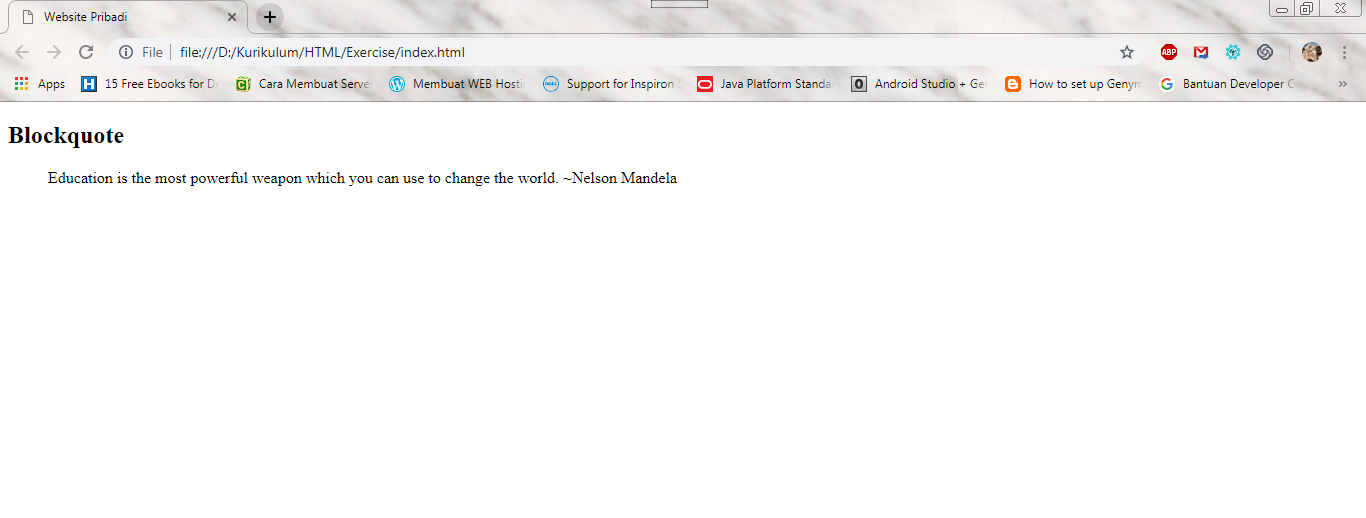 Website Pribadi
File file:///D:/Kurikulum/HTML/Exercise/index.html
ABP
Apps 15 Free Ebooks for D Cara Membuat Serve Membuat WEB Hosti Support for Inspiron Java Platform Standa Android Studio + Ge How to set up Genym Bantuan Developer C
Blockquote
Education is the most powerful weapon which you can use to change the world. ~Nelson Mandela